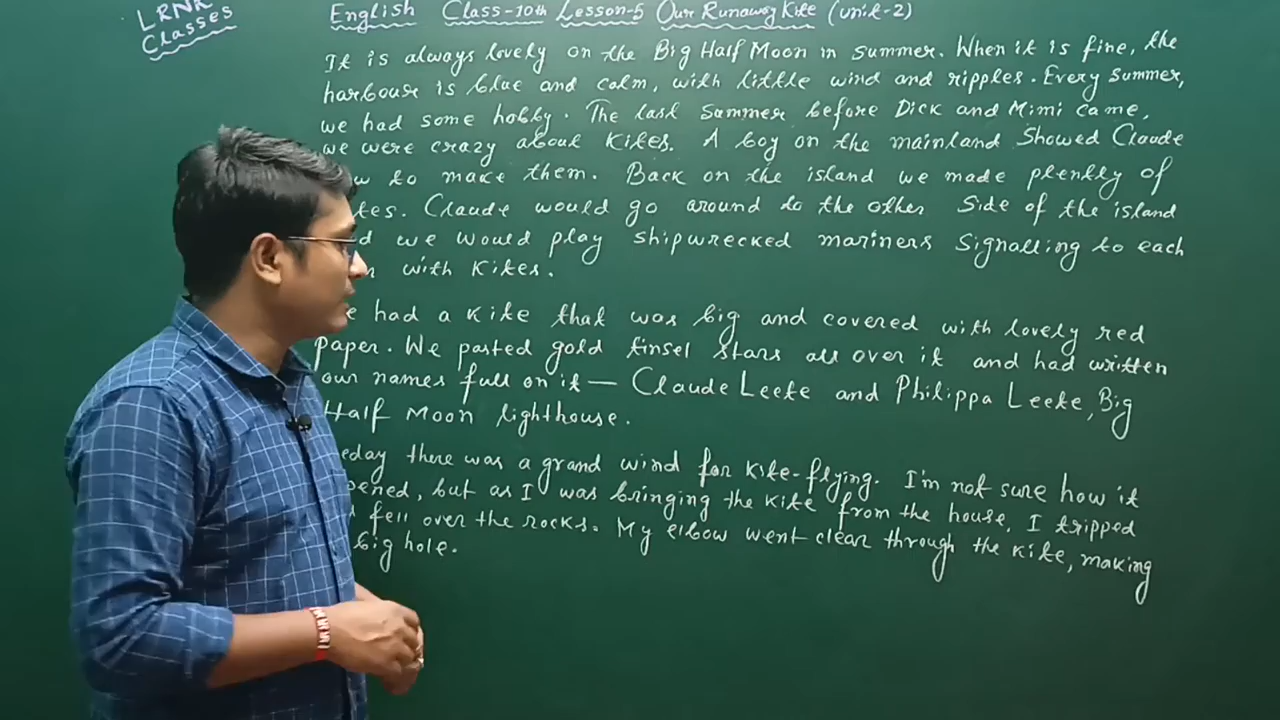 LRNR
Classes
English Class-10th Lesson-5 Our Runaway Kite (unit-2)
It is always lovely on the Big Half Moon in summer. When it is fine, the
harbour is blue and calm, with little wind and ripples. Every summer,
we had some hobby. The last summer before Dick and Mimi came,
we were crazy about kites. A boy on the mainland Showed Claude
to make them. Back on the island we made plenty of
Claude would go around to the other Side of the island
we would play shipwrecked mariners signalling to each
with kites.
had a kite that was big and covered with lovely red
paper. We pasted gold tinsel stars all over it and had written
our names full on it — Claude Leete and Philippa Leete, Big
Half Moon lighthouse.
there was a grand wind for kite-flying. I'm not sure how it
but as I was bringing the kite from the house, I tripped
fell over the rocks. My elbow went clear through the kite, making
big hole.